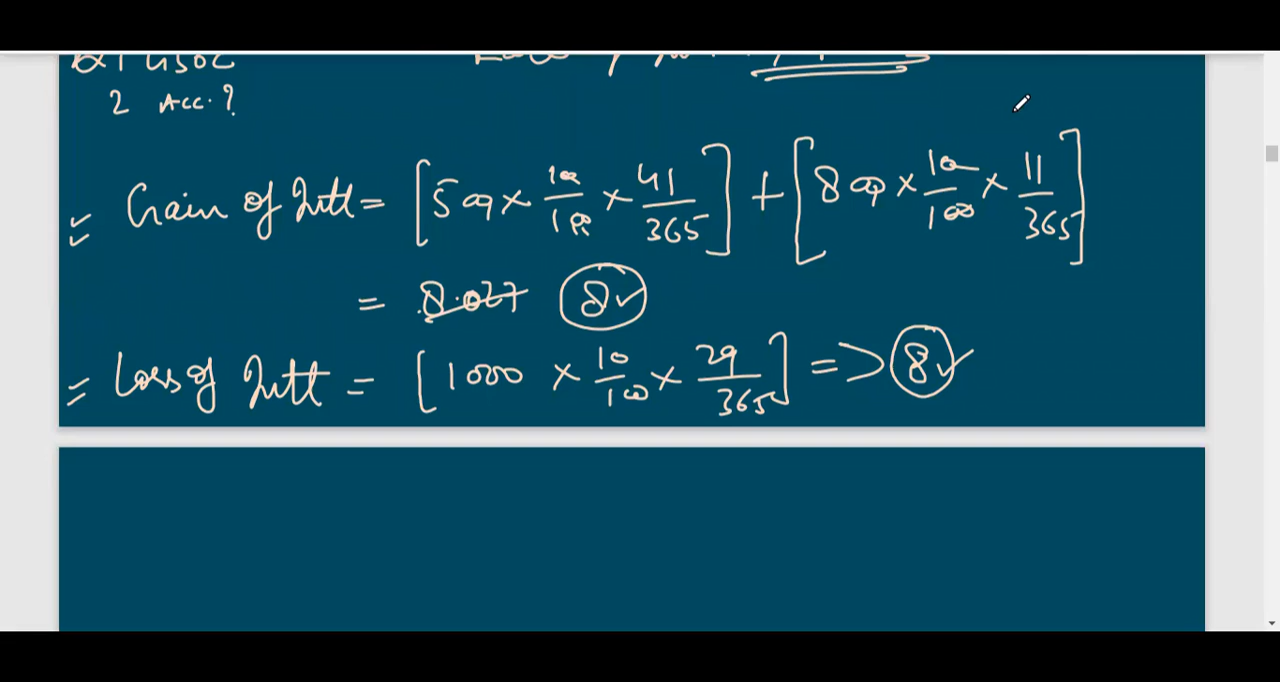 2 Acc. ?
Gain of Intt = [500 × 10/100 × 41/365] + [800 × 10/100 × 11/365]
= 8.027 8
= Loss of Intt = [1000 × 10/100 × 29/365] => 8